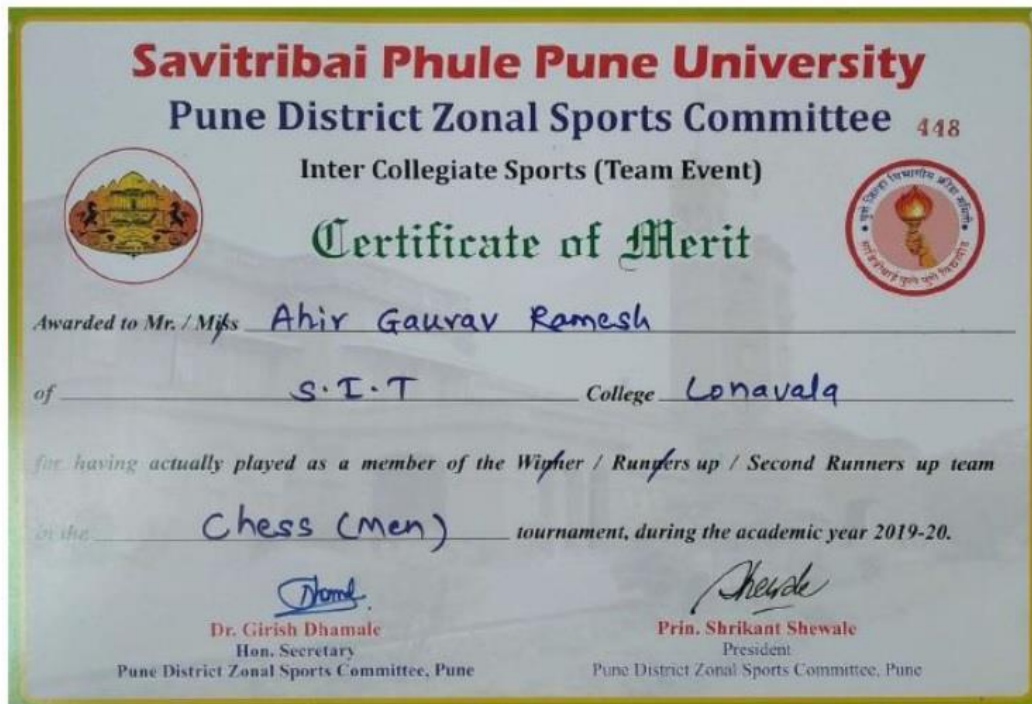 Savitribai Phule Pune University
Pune District Zonal Sports Committee 448
Inter Collegiate Sports (Team Event)
Certificate of Merit
पुणे जिल्हा विभागीय क्रीडा समिती
सावित्रीबाई फुले पुणे विद्यापीठ
Awarded to Mr. / Miss Ahir Gaurav Ramesh
of S.I.T College Lonavala
for having actually played as a member of the Winner / Runners up / Second Runners up team
in the Chess (Men) tournament, during the academic year 2019-20.
Dr. Girish Dhamale
Hon. Secretary
Pune District Zonal Sports Committee, Pune
Shewale
Prin. Shrikant Shewale
President
Pune District Zonal Sports Committee, Pune